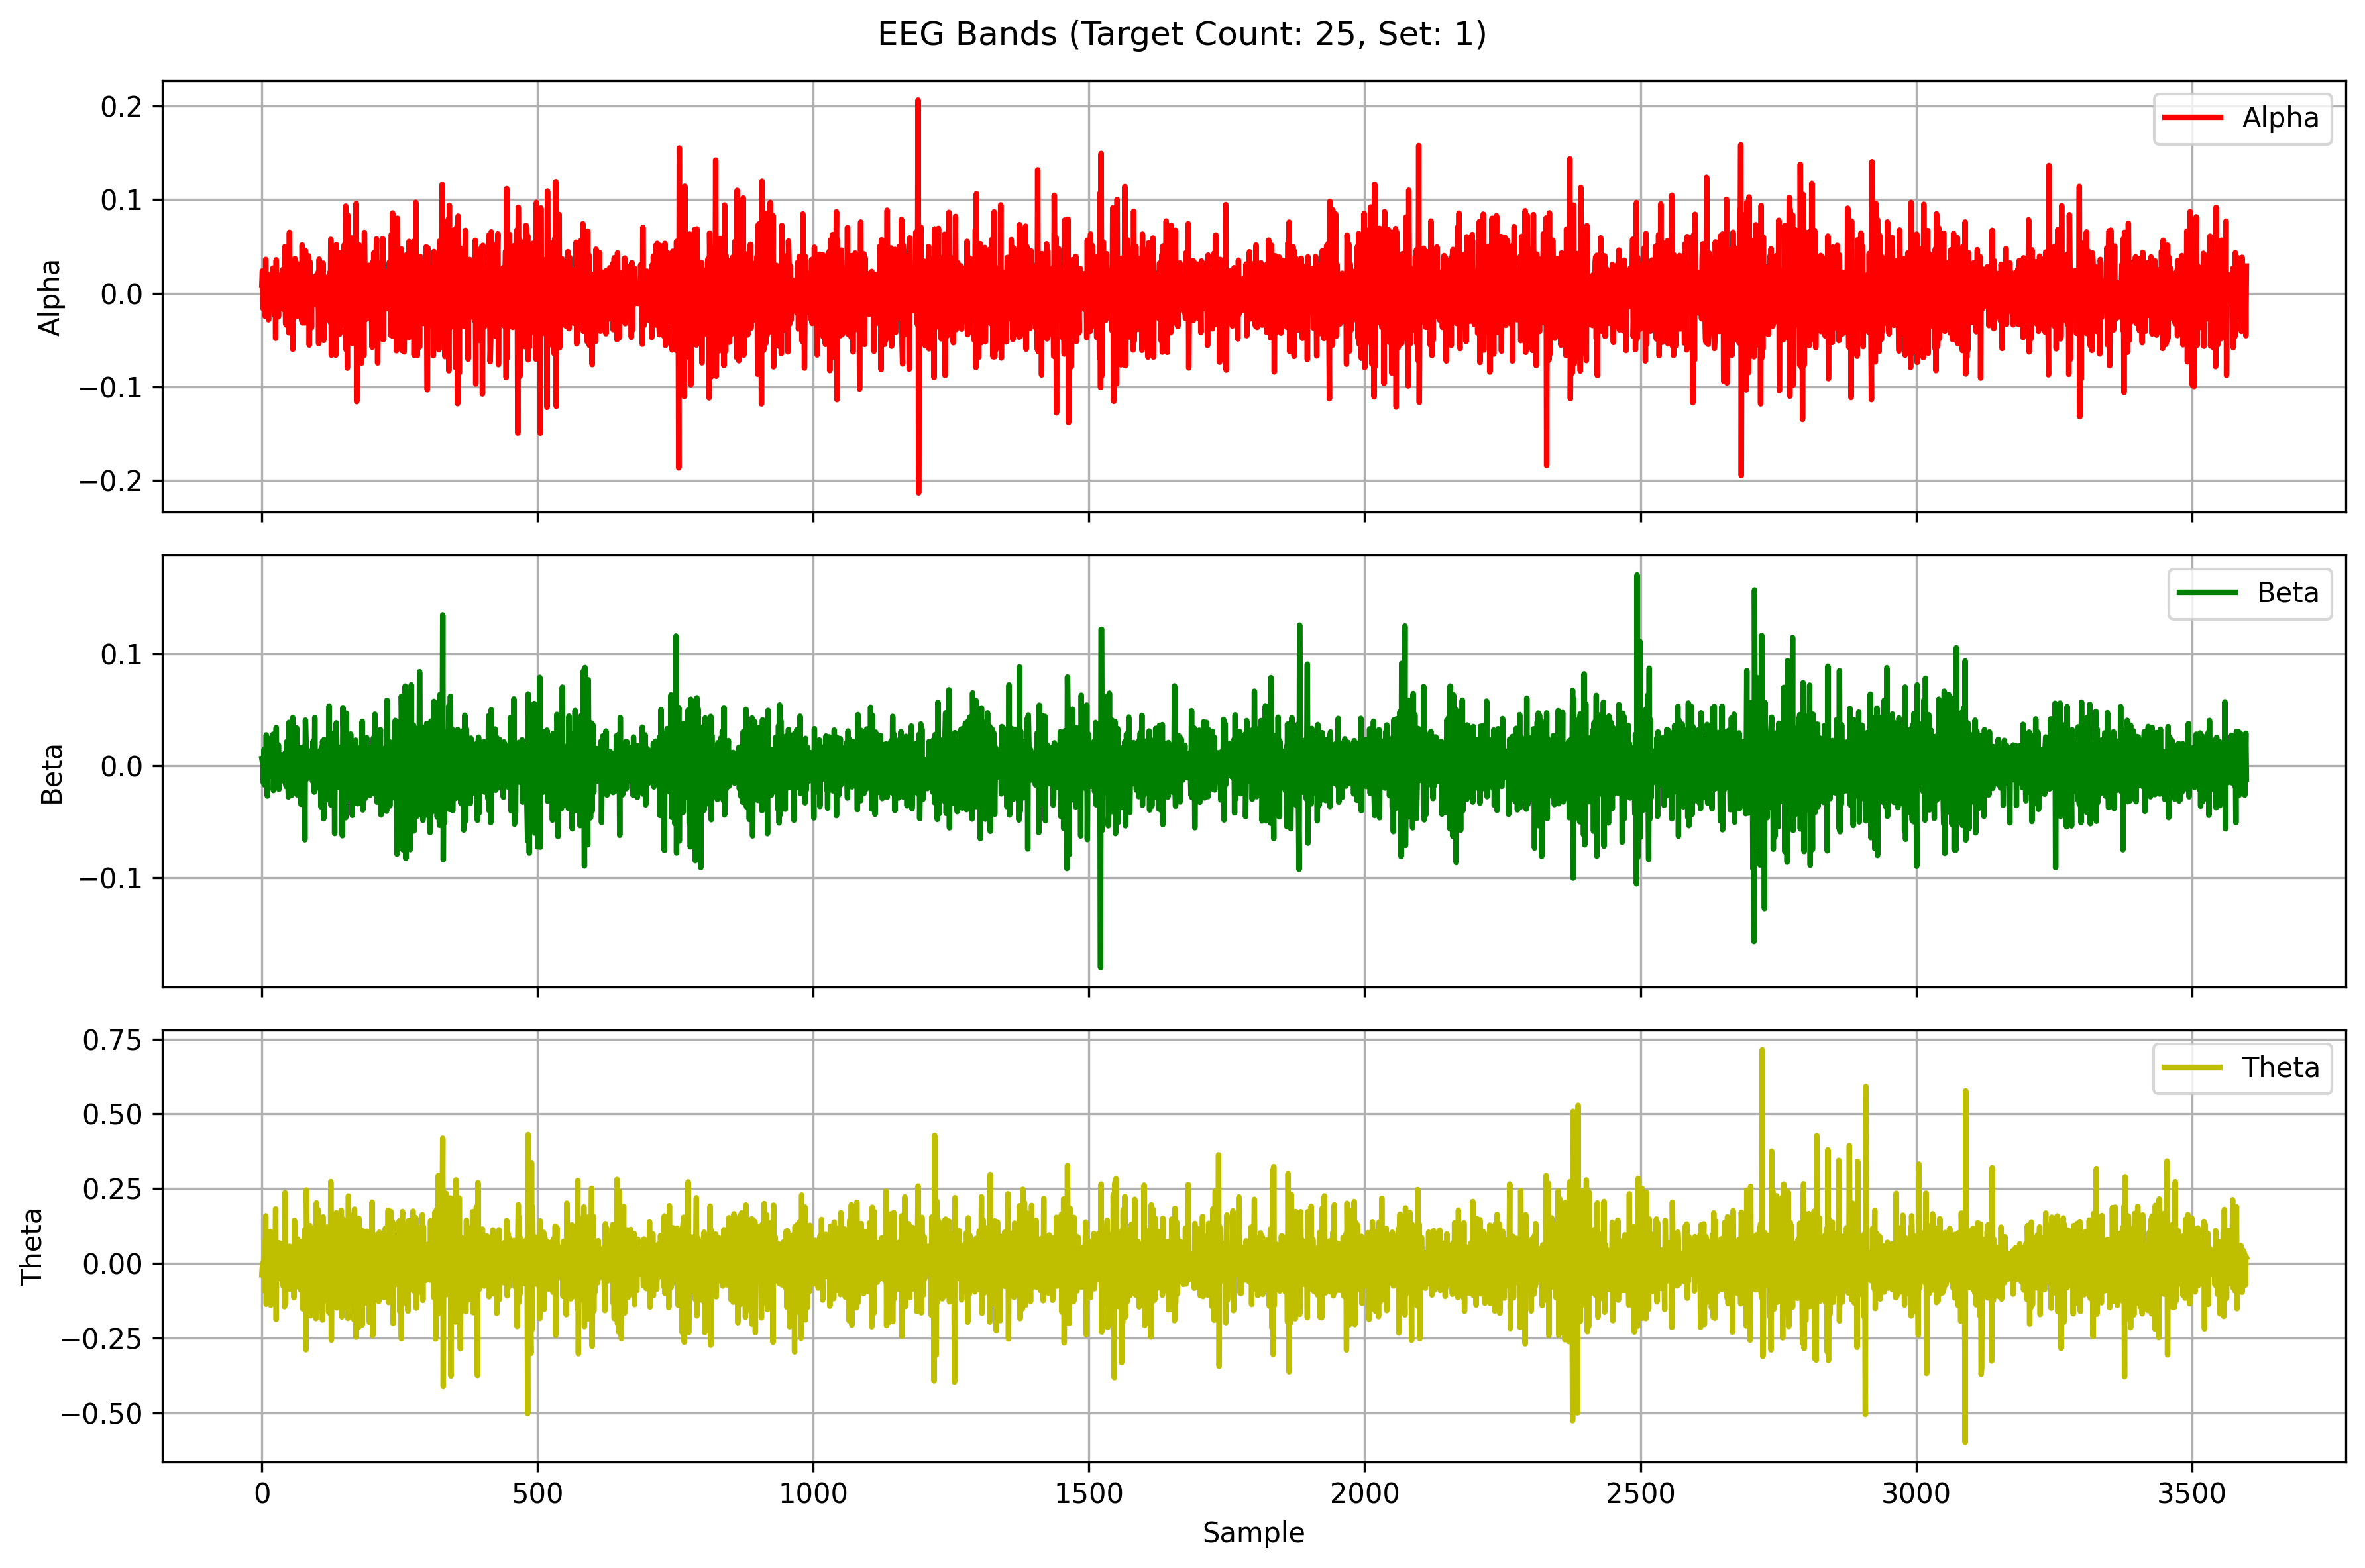 EEG Bands (Target Count: 25, Set: 1)
Alpha
0.2
0.1
0.0
−0.1
−0.2
Alpha
Beta
0.1
0.0
−0.1
Beta
Theta
0.75
0.50
0.25
0.00
−0.25
−0.50
Theta
0 500 1000 1500 2000 2500 3000 3500
Sample